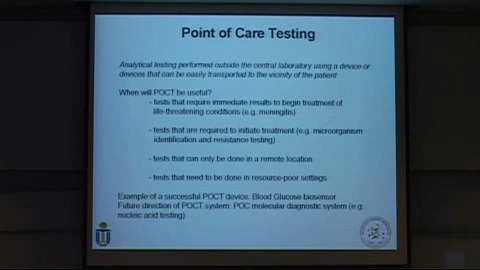 Point of Care Testing
Analytical testing performed outside the central laboratory using a device or
devices that can be easily transported to the vicinity of the patient
When will POCT be useful?
- tests that require immediate results to begin treatment of
life-threatening conditions (e.g. meningitis)
- tests that are required to initiate treatment (e.g. microorganism
identification and resistance testing)
- tests that can only be done in a remote location
- tests that need to be done in resource-poor settings
Example of a successful POCT device: Blood Glucose biosensor
Future direction of POCT system: POC molecular diagnostic system (e.g.
nucleic acid testing)